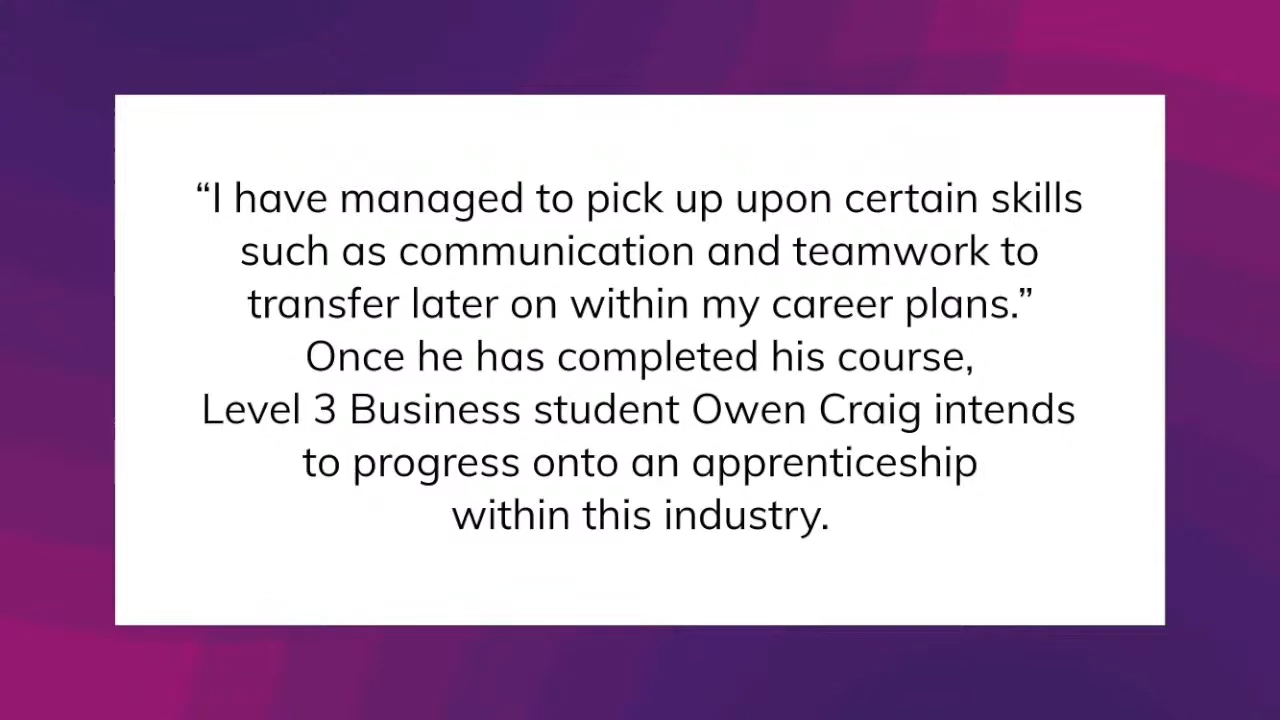 “I have managed to pick up upon certain skills
such as communication and teamwork to
transfer later on within my career plans.”
Once he has completed his course,
Level 3 Business student Owen Craig intends
to progress onto an apprenticeship
within this industry.